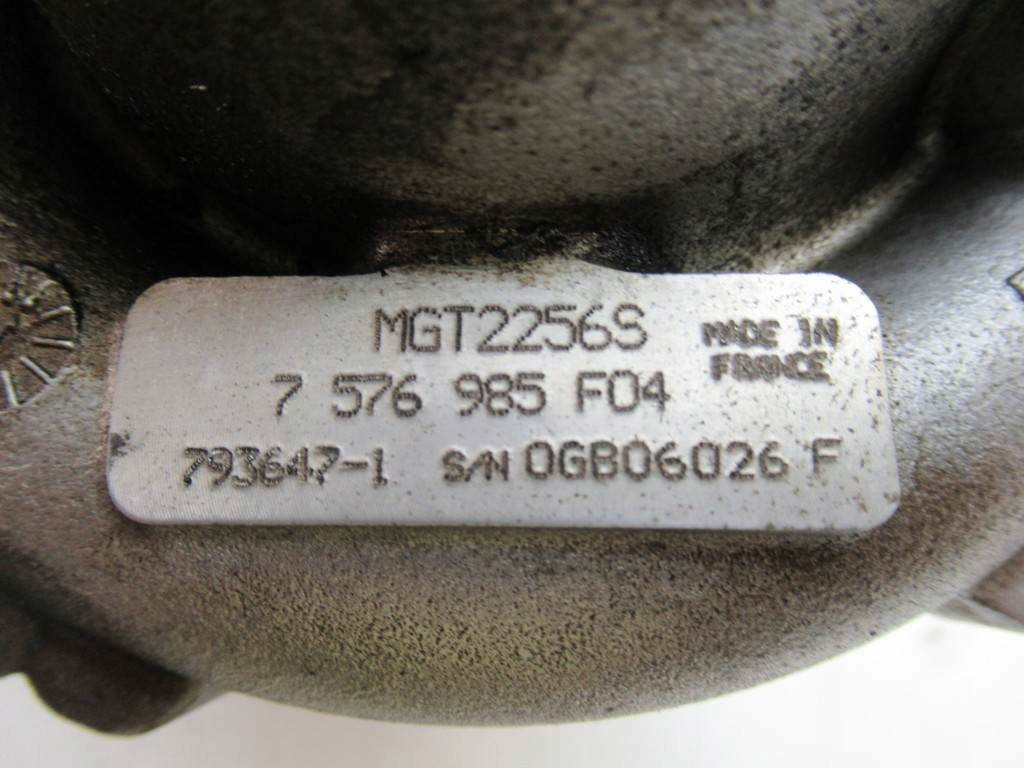 MGT2256S
MADE IN
FRANCE
7 576 985 F04
793647-1 S/N 0GB06026 F